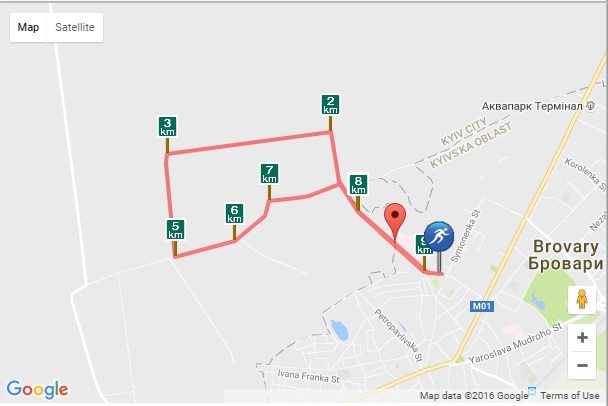 Map
Satellite
Аквапарк Термінал
2
km
3
km
KYIV CITY
KYIVS'KA OBLAST
Korolenka St
7
km
8
km
6
km
5
km
9
Symonenka St
Brovary
Бровари
M01
Petropavlivska St
Yaroslava Mudroho St
Ivana Franka St
Google
Map data ©2016 Google
Terms of Use